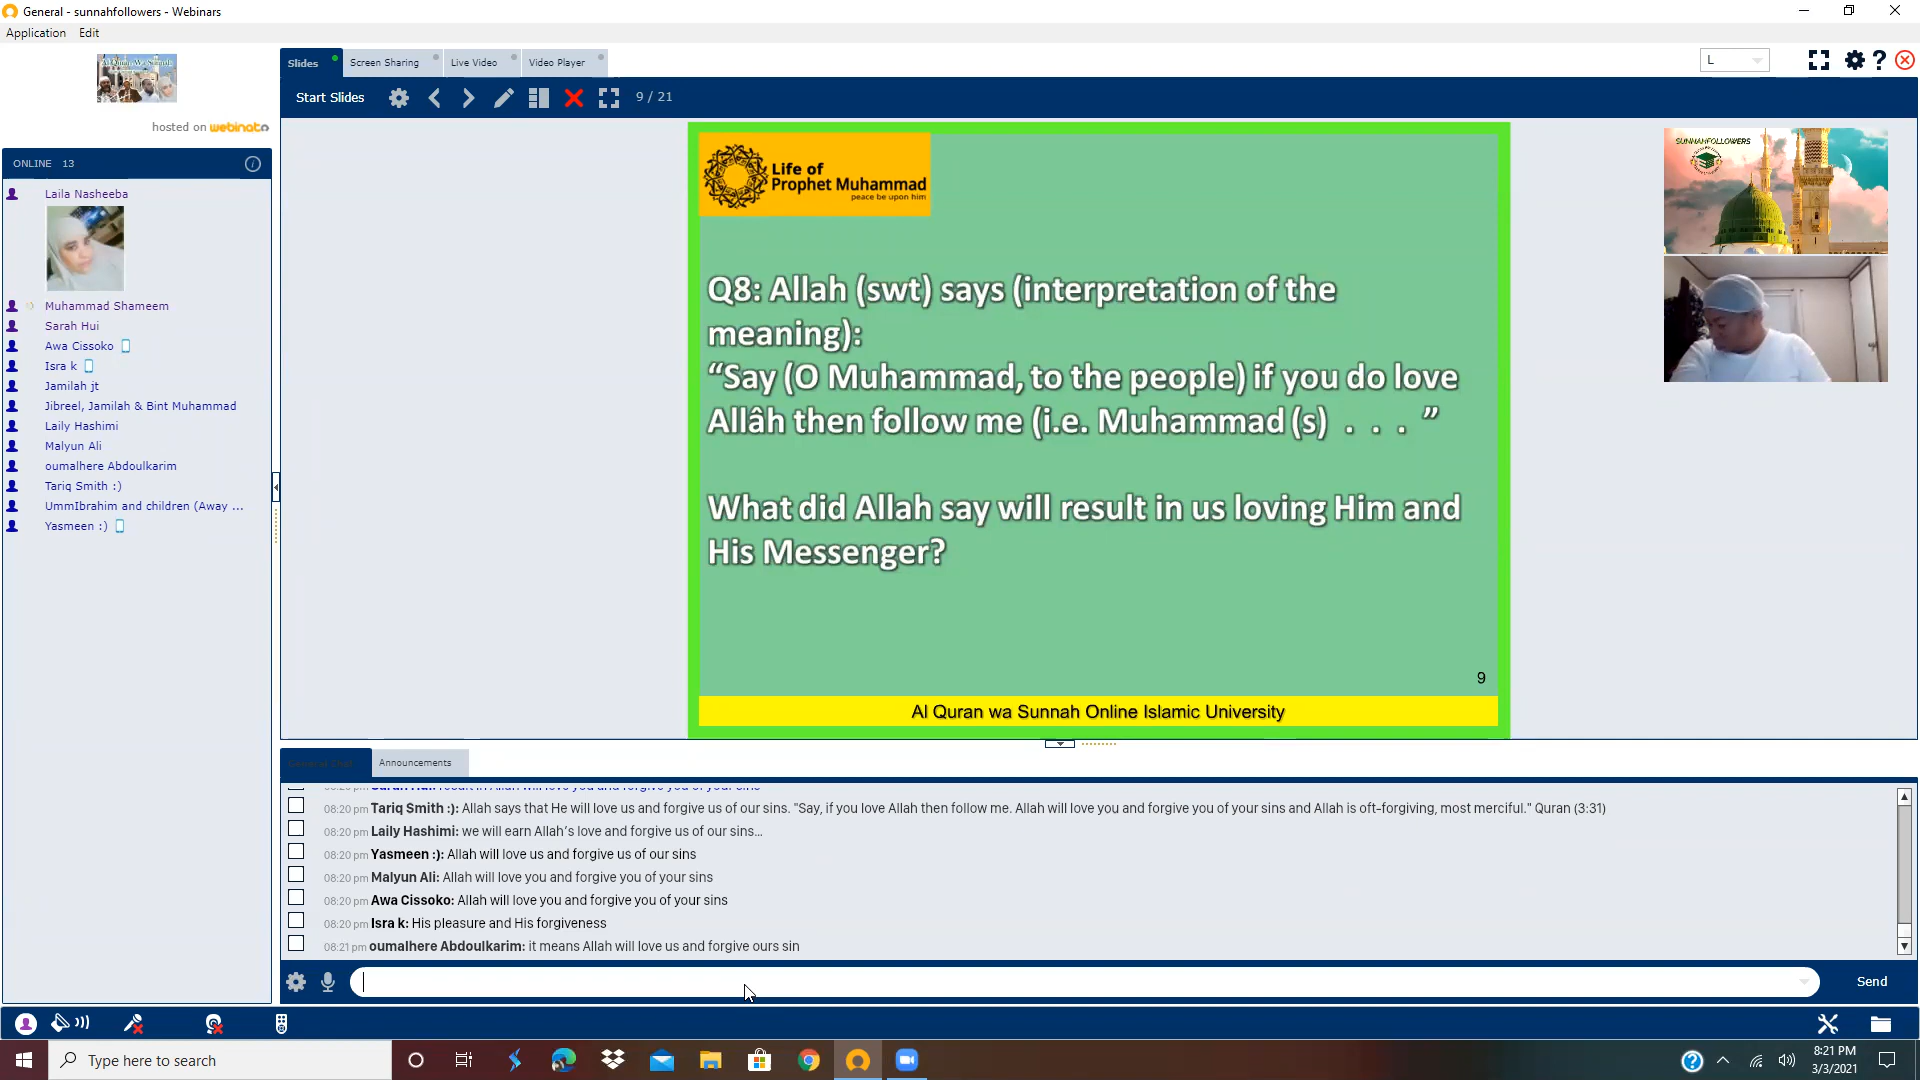 General - sunnahfollowers - Webinars
Application Edit
hosted on webinato
ONLINE 13
Laila Nasheeba
Muhammad Shameem
Sarah Hui
Awa Cissoko
Isra k
Jamilah jt
Jibreel, Jamilah & Bint Muhammad
Laily Hashimi
Malyun Ali
oumalhere Abdoulkarim
Tariq Smith :)
UmmIbrahim and children (Away ...
Yasmeen :)
Slides Screen Sharing Live Video Video Player
L
Start Slides 9 / 21
Life of
Prophet Muhammad
peace be upon him
Q8: Allah (swt) says (interpretation of the
meaning):
“Say (O Muhammad, to the people) if you do love
Allâh then follow me (i.e. Muhammad (s) . . . ”
What did Allah say will result in us loving Him and
His Messenger?
9
Al Quran wa Sunnah Online Islamic University
SUNNAHFOLLOWERS
General Chat Announcements
08:20 pm Tariq Smith :): Allah says that He will love us and forgive us of our sins. "Say, if you love Allah then follow me. Allah will love you and forgive you of your sins and Allah is oft-forgiving, most merciful." Quran (3:31)
08:20 pm Laily Hashimi: we will earn Allah’s love and forgive us of our sins...
08:20 pm Yasmeen :): Allah will love us and forgive us of our sins
08:20 pm Malyun Ali: Allah will love you and forgive you of your sins
08:20 pm Awa Cissoko: Allah will love you and forgive you of your sins
08:20 pm Isra k: His pleasure and His forgiveness
08:21 pm oumalhere Abdoulkarim: it means Allah will love us and forgive ours sin
Send
Type here to search
8:21 PM
3/3/2021